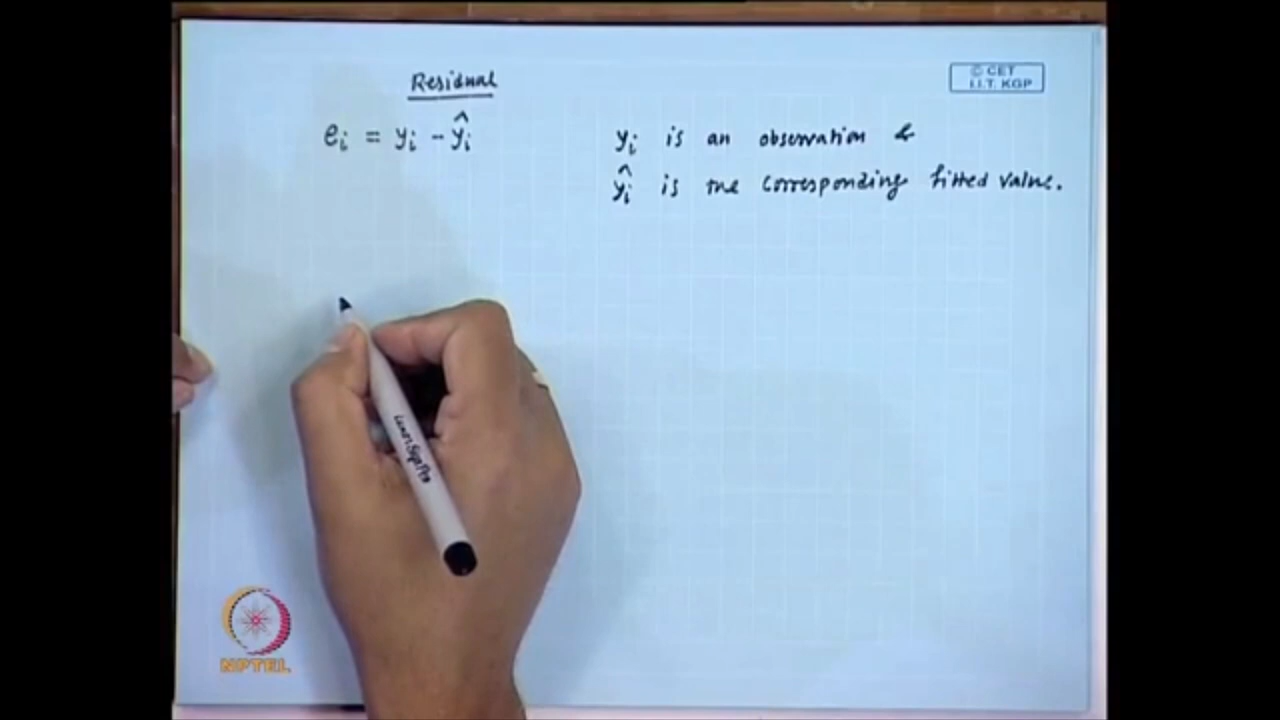 Residual
© CET
I.I.T. KGP
eᵢ = yᵢ - ŷᵢ
yᵢ is an observation &
ŷᵢ is the corresponding fitted value.
NPTEL